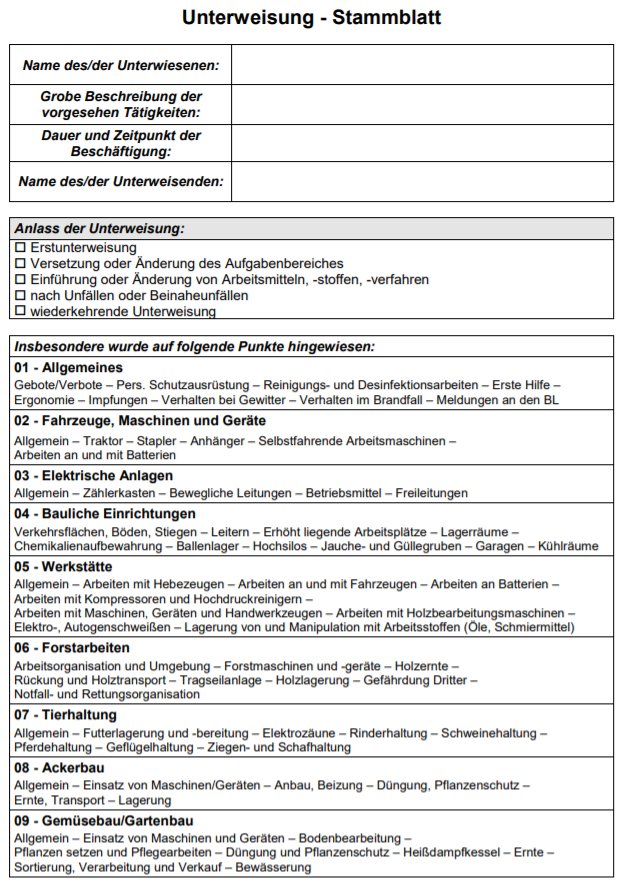 Unterweisung - Stammblatt
Name des/der Unterwiesenen:
Grobe Beschreibung der
vorgesehen Tätigkeiten:
Dauer und Zeitpunkt der
Beschäftigung:
Name des/der Unterweisenden:
Anlass der Unterweisung:
☐ Erstunterweisung
☐ Versetzung oder Änderung des Aufgabenbereiches
☐ Einführung oder Änderung von Arbeitsmitteln, -stoffen, -verfahren
☐ nach Unfällen oder Beinaheunfällen
☐ wiederkehrende Unterweisung
Insbesondere wurde auf folgende Punkte hingewiesen:
01 - Allgemeines
Gebote/Verbote – Pers. Schutzausrüstung – Reinigungs- und Desinfektionsarbeiten – Erste Hilfe –
Ergonomie – Impfungen – Verhalten bei Gewitter – Verhalten im Brandfall – Meldungen an den BL
02 - Fahrzeuge, Maschinen und Geräte
Allgemein – Traktor – Stapler – Anhänger – Selbstfahrende Arbeitsmaschinen –
Arbeiten an und mit Batterien
03 - Elektrische Anlagen
Allgemein – Zählerkasten – Bewegliche Leitungen – Betriebsmittel – Freileitungen
04 - Bauliche Einrichtungen
Verkehrsflächen, Böden, Stiegen – Leitern – Erhöht liegende Arbeitsplätze – Lagerräume –
Chemikalienaufbewahrung – Ballenlager – Hochsilos – Jauche- und Güllegruben – Garagen – Kühlräume
05 - Werkstätte
Allgemein – Arbeiten mit Hebezeugen – Arbeiten an und mit Fahrzeugen – Arbeiten an Batterien –
Arbeiten mit Kompressoren und Hochdruckreinigern –
Arbeiten mit Maschinen, Geräten und Handwerkzeugen – Arbeiten mit Holzbearbeitungsmaschinen –
Elektro-, Autogenschweißen – Lagerung von und Manipulation mit Arbeitsstoffen (Öle, Schmiermittel)
06 - Forstarbeiten
Arbeitsorganisation und Umgebung – Forstmaschinen und -geräte – Holzernte –
Rückung und Holztransport – Tragseilanlage – Holzlagerung – Gefährdung Dritter –
Notfall- und Rettungsorganisation
07 - Tierhaltung
Allgemein – Futterlagerung und -bereitung – Elektrozäune – Rinderhaltung – Schweinehaltung –
Pferdehaltung – Geflügelhaltung – Ziegen- und Schafhaltung
08 - Ackerbau
Allgemein – Einsatz von Maschinen/Geräten – Anbau, Beizung – Düngung, Pflanzenschutz –
Ernte, Transport – Lagerung
09 - Gemüsebau/Gartenbau
Allgemein – Einsatz von Maschinen und Geräten – Bodenbearbeitung –
Pflanzen setzen und Pflegearbeiten – Düngung und Pflanzenschutz – Heißdampfkessel – Ernte –
Sortierung, Verarbeitung und Verkauf – Bewässerung